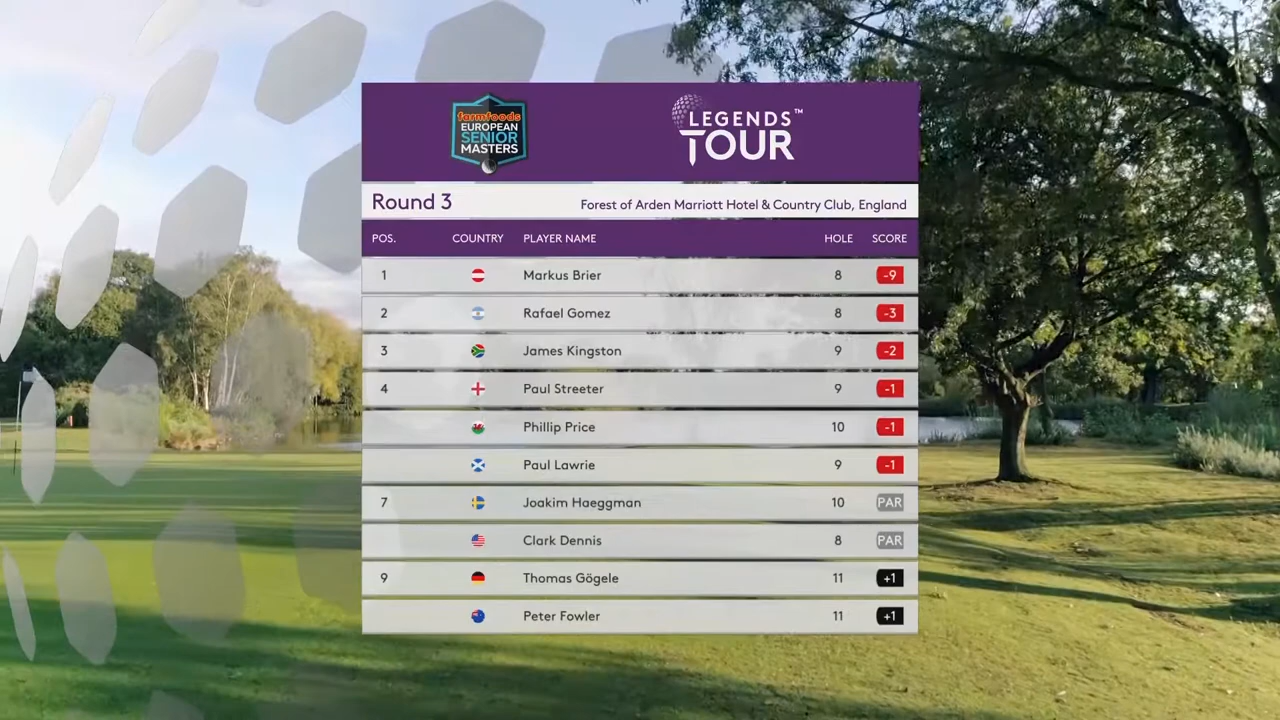 farmfoods
EUROPEAN
SENIOR
MASTERS
LEGENDS™
TOUR
Round 3
Forest of Arden Marriott Hotel & Country Club, England
POS. COUNTRY PLAYER NAME HOLE SCORE
1 Markus Brier 8 -9
2 Rafael Gomez 8 -3
3 James Kingston 9 -2
4 Paul Streeter 9 -1
Phillip Price 10 -1
Paul Lawrie 9 -1
7 Joakim Haeggman 10 PAR
Clark Dennis 8 PAR
9 Thomas Gögele 11 +1
Peter Fowler 11 +1